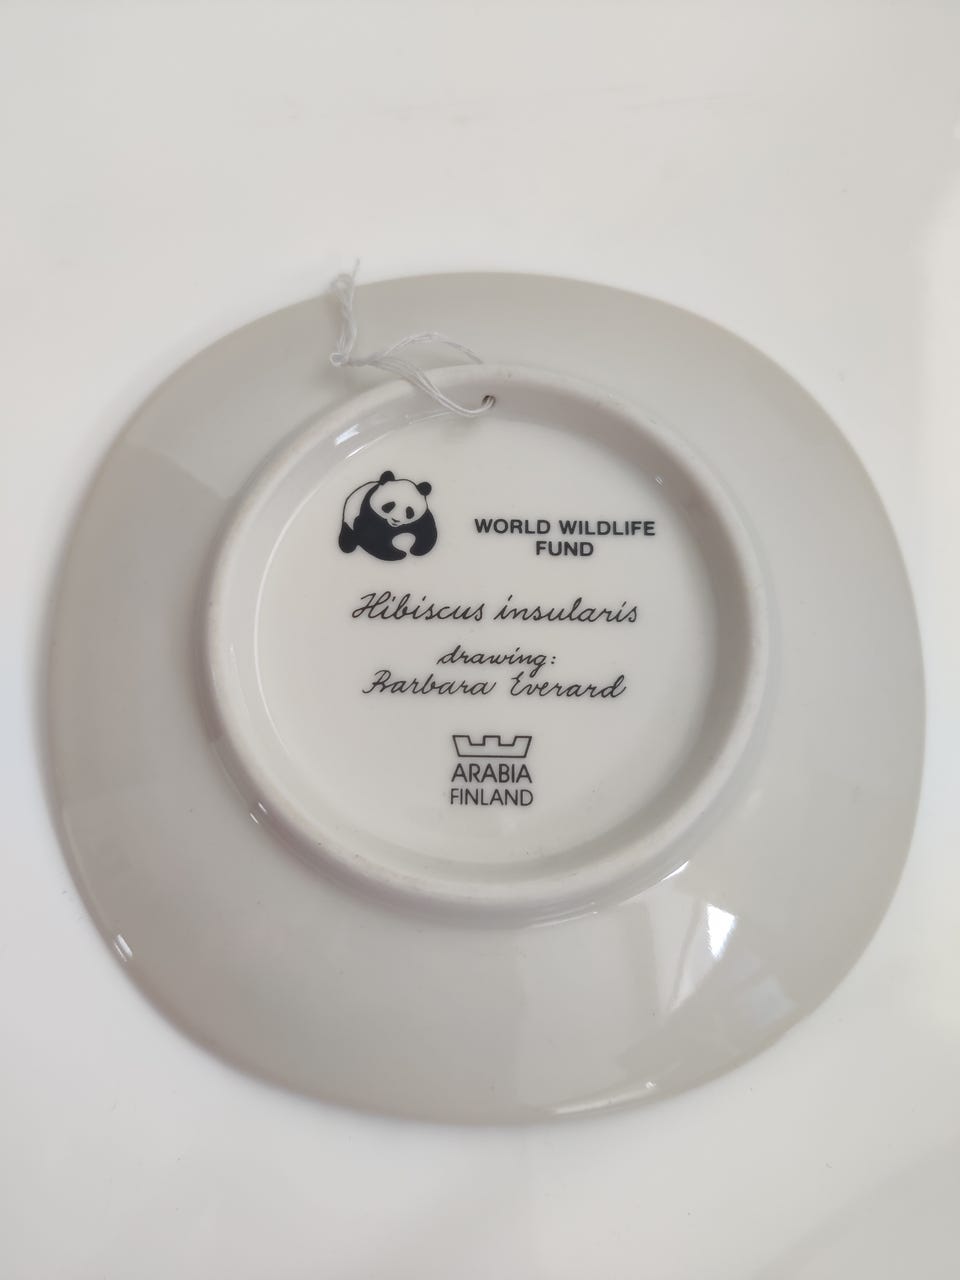 WORLD WILDLIFE
FUND
Hibiscus insularis
drawing:
Barbara Everard
ARABIA
FINLAND